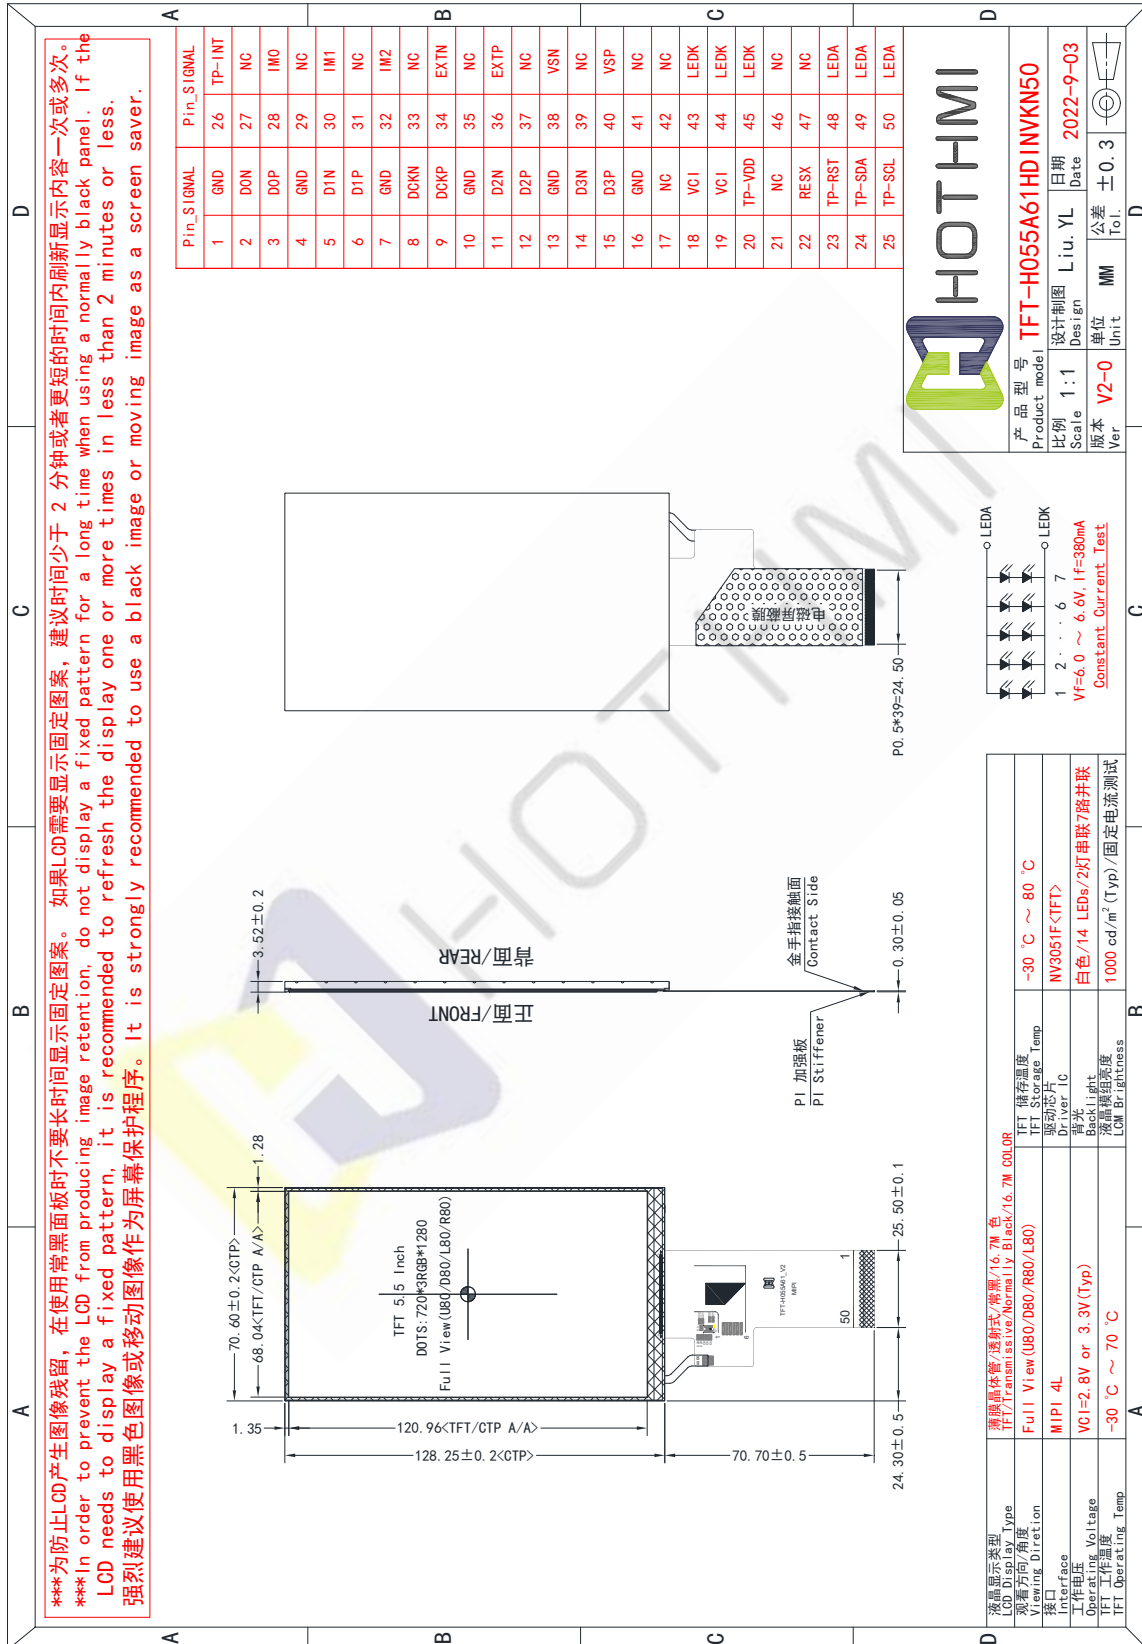 ***为防止LCD产生图像残留，在使用常黑面板时不要长时间显示固定图案。 如果LCD需要显示固定图案，建议时间少于 2 分钟或者更短的时间内刷新显示内容一次或多次。
***In order to prevent the LCD from producing image retention, do not display a fixed pattern for a long time when using a normally black panel. If the
LCD needs to display a fixed pattern, it is recommended to refresh the display one or more times in less than 2 minutes or less.
强烈建议使用黑色图像或移动图像作为屏幕保护程序。It is strongly recommended to use a black image or moving image as a screen saver.
A B C D
A B C D
A B C D
A B C D
Pin_SIGNAL Pin_SIGNAL
1 GND 26 TP-INT
2 D0N 27 NC
3 D0P 28 IM0
4 GND 29 NC
5 D1N 30 IM1
6 D1P 31 NC
7 GND 32 IM2
8 DCKN 33 NC
9 DCKP 34 EXTN
10 GND 35 NC
11 D2N 36 EXTP
12 D2P 37 NC
13 GND 38 VSN
14 D3N 39 NC
15 D3P 40 VSP
16 GND 41 NC
17 NC 42 NC
18 VCI 43 LEDK
19 VCI 44 LEDK
20 TP-VDD 45 LEDK
21 NC 46 NC
22 RESX 47 NC
23 TP-RST 48 LEDA
24 TP-SDA 49 LEDA
25 TP-SCL 50 LEDA
70.60±0.2<CTP>
68.04<TFT/CTP A/A>
1.28
1.35
120.96<TFT/CTP A/A>
128.25±0.2<CTP>
70.70±0.5
24.30±0.5
25.50±0.1
TFT 5.5 Inch
DOTS:720*3RGB*1280
Full View(U80/D80/L80/R80)
TFT-H055A61_V2
MIPI
1
6
50 1
3.52±0.2
正面/FRONT
背面/REAR
PI 加强板
PI Stiffener
金手指接触面
Contact Side
0.30±0.05
电磁屏蔽膜
P0.5*39=24.50
LEDA
LEDK
1 2 · · · 6 7
Vf=6.0 ～ 6.6V,If=380mA
Constant Current Test
液晶显示类型
LCD Display Type
薄膜晶体管/透射式/常黑/16.7M 色
TFT/Transmissive/Normally Black/16.7M COLOR
观看方向/角度
Viewing Diretion
Full View(U80/D80/R80/L80)
接口
Interface
MIPI 4L
工作电压
Operating Voltage
VCI=2.8V or 3.3V(Typ)
TFT 工作温度
TFT Operating Temp
-30 ℃ ～ 70 ℃
TFT 储存温度
TFT Storage Temp
-30 ℃ ～ 80 ℃
驱动芯片
Driver IC
NV3051F<TFT>
背光
Backlight
白色/14 LEDs/2灯串联7路并联
液晶模组亮度
LCM Brightness
1000 cd/m²(Typ)/固定电流测试
HOTHMI
产 品 型 号
Product model
TFT-H055A61HDINVKN50
比例
Scale
1:1
设计制图
Design
Liu. YL
日期
Date
2022-9-03
版本
Ver
V2-0
单位
Unit
MM
公差
Tol.
±0.3
HOTHMI